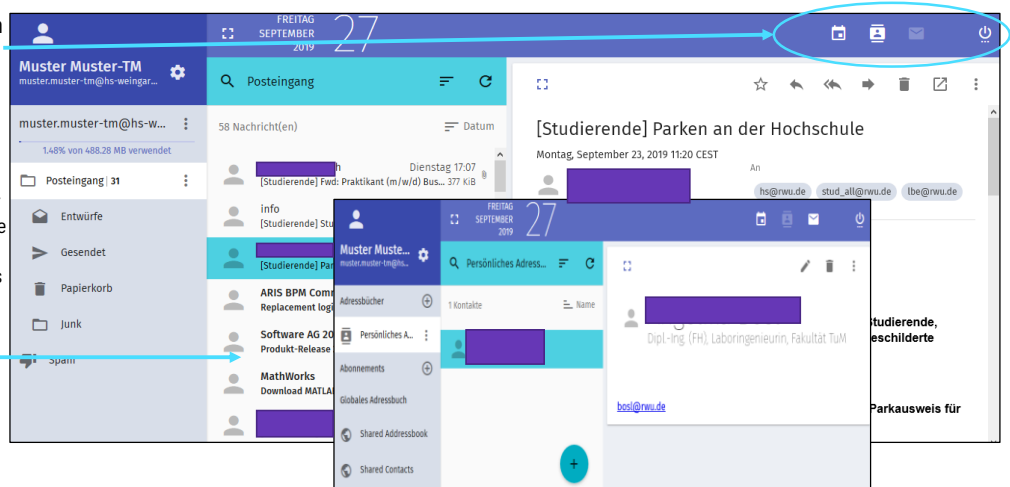 FREITAG
SEPTEMBER
2019
27
Muster Muster-TM
muster.muster-tm@hs-weingar...
muster.muster-tm@hs-w...
1.48% von 488.28 MB verwendet
Posteingang | 31
Entwürfe
Gesendet
Papierkorb
Junk
Spam
Posteingang
58 Nachricht(en)
Datum
Dienstag 17:07
[Studierende] Fwd: Praktikant (m/w/d) Bus... 377 KiB
info
[Studierende] Stu
[Studierende] Par
ARIS BPM Com
Replacement logi
Software AG 20
Produkt-Release
MathWorks
Download MATLA
[Studierende] Parken an der Hochschule
Montag, September 23, 2019 11:20 CEST
An
hs@rwu.de stud_all@rwu.de lbe@rwu.de
Studierende,
eschilderte
Parkausweis für
FREITAG
SEPTEMBER
2019
27
Muster Muste...
muster.muster-tm@hs...
Adressbücher
Persönliches A...
Abonnements
Globales Adressbuch
Shared Addressbook
Shared Contacts
Persönliches Adress...
1 Kontakte
Name
Dipl.-Ing. (FH), Laboringenieurin, Fakultät TuM
bosl@rwu.de